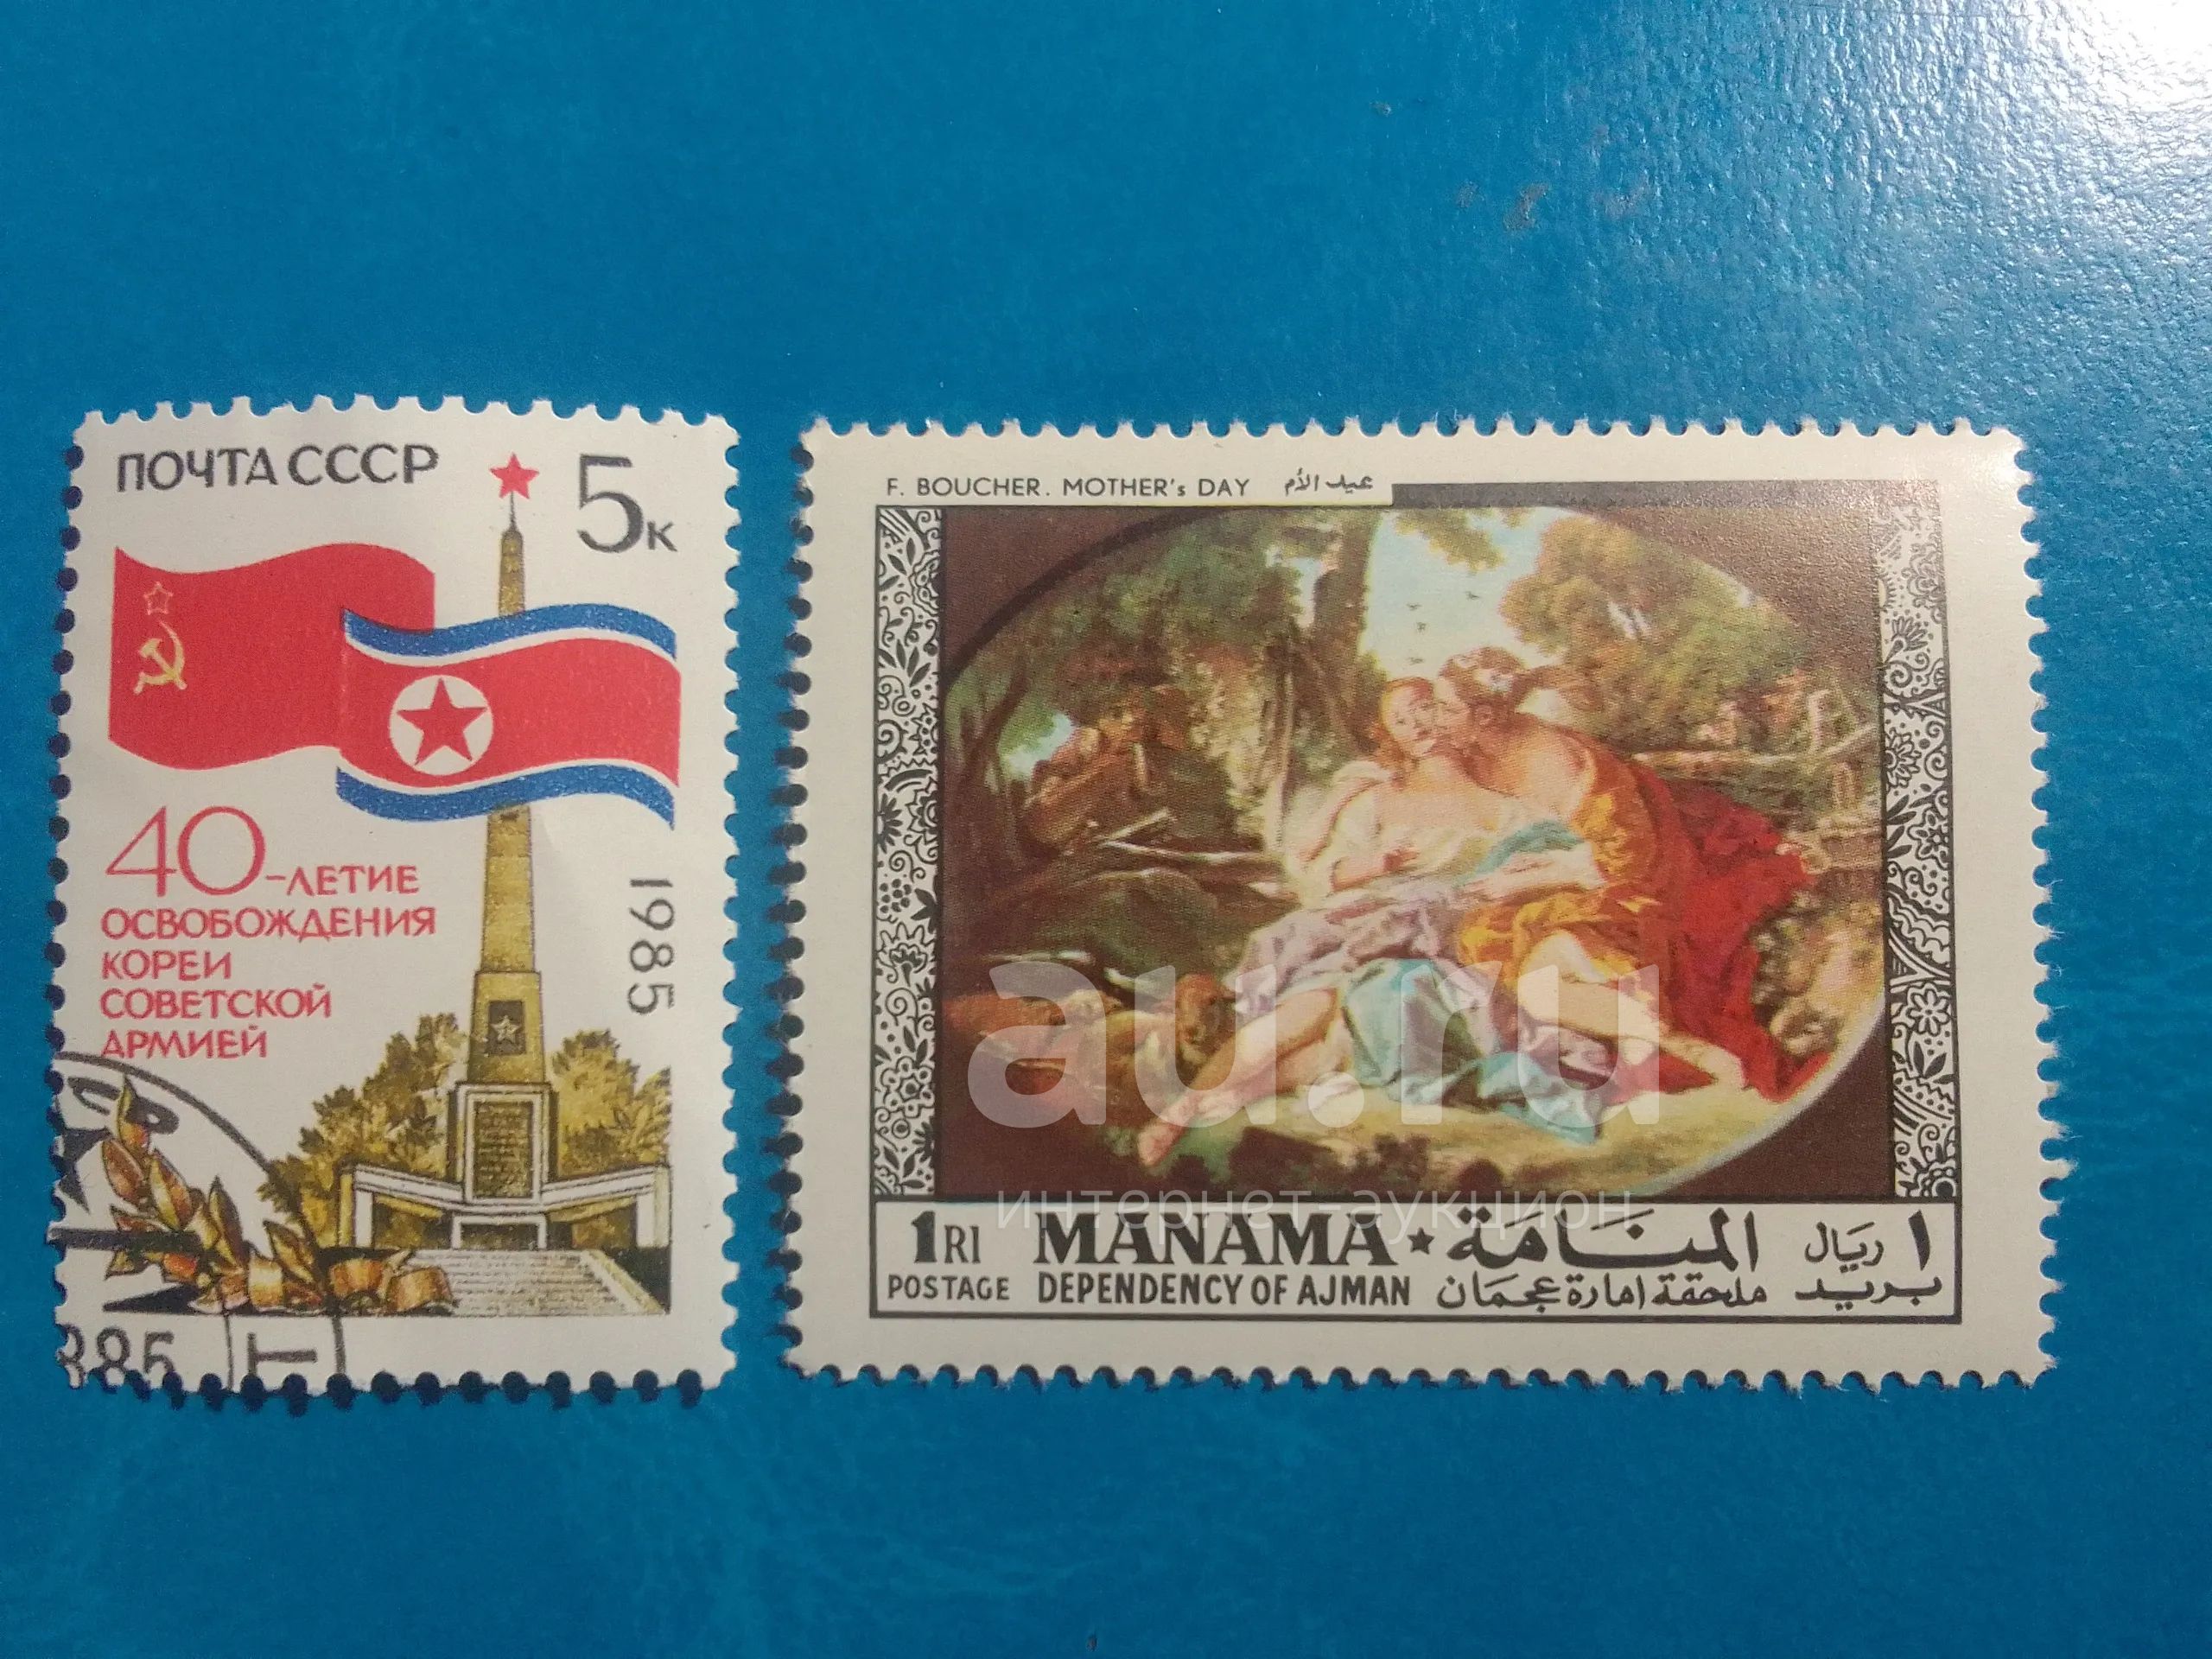 ПОЧТА СССР
5к
40-ЛЕТИЕ
ОСВОБОЖДЕНИЯ
КОРЕИ
СОВЕТСКОЙ
АРМИЕЙ
1985
F. BOUCHER. MOTHER's DAY عيد الأم
au.ru
интернет-аукцион
1RI MANAMA ★ المنامة ١ ريال
POSTAGE DEPENDENCY OF AJMAN ملحقة امارة عجمان بريد